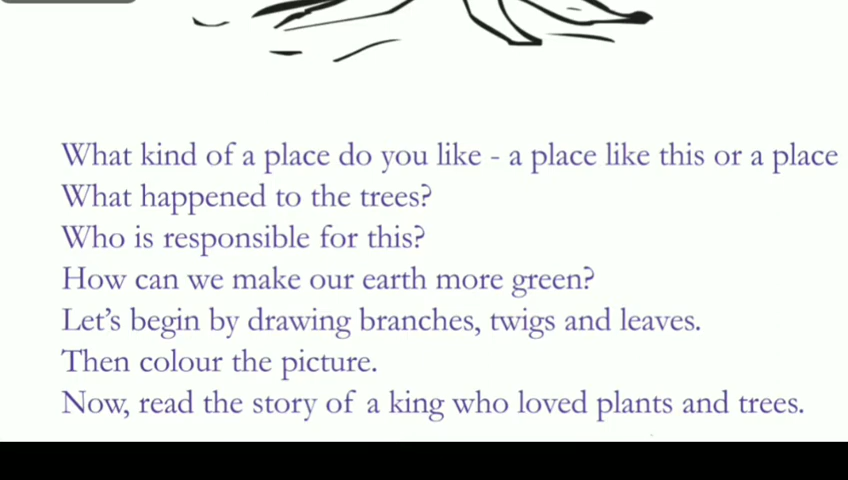 What kind of a place do you like - a place like this or a place
What happened to the trees?
Who is responsible for this?
How can we make our earth more green?
Let's begin by drawing branches, twigs and leaves.
Then colour the picture.
Now, read the story of a king who loved plants and trees.